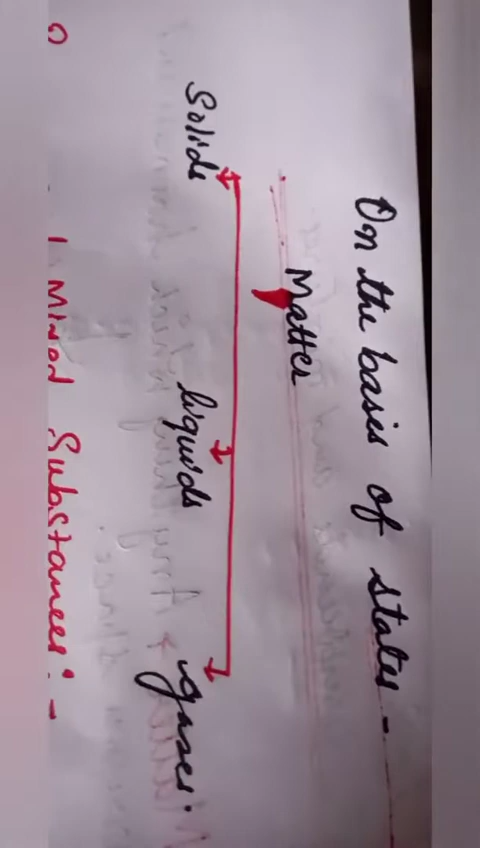 On the basis of states -
Matter
Solids liquids gases.
Mixed Substances: -